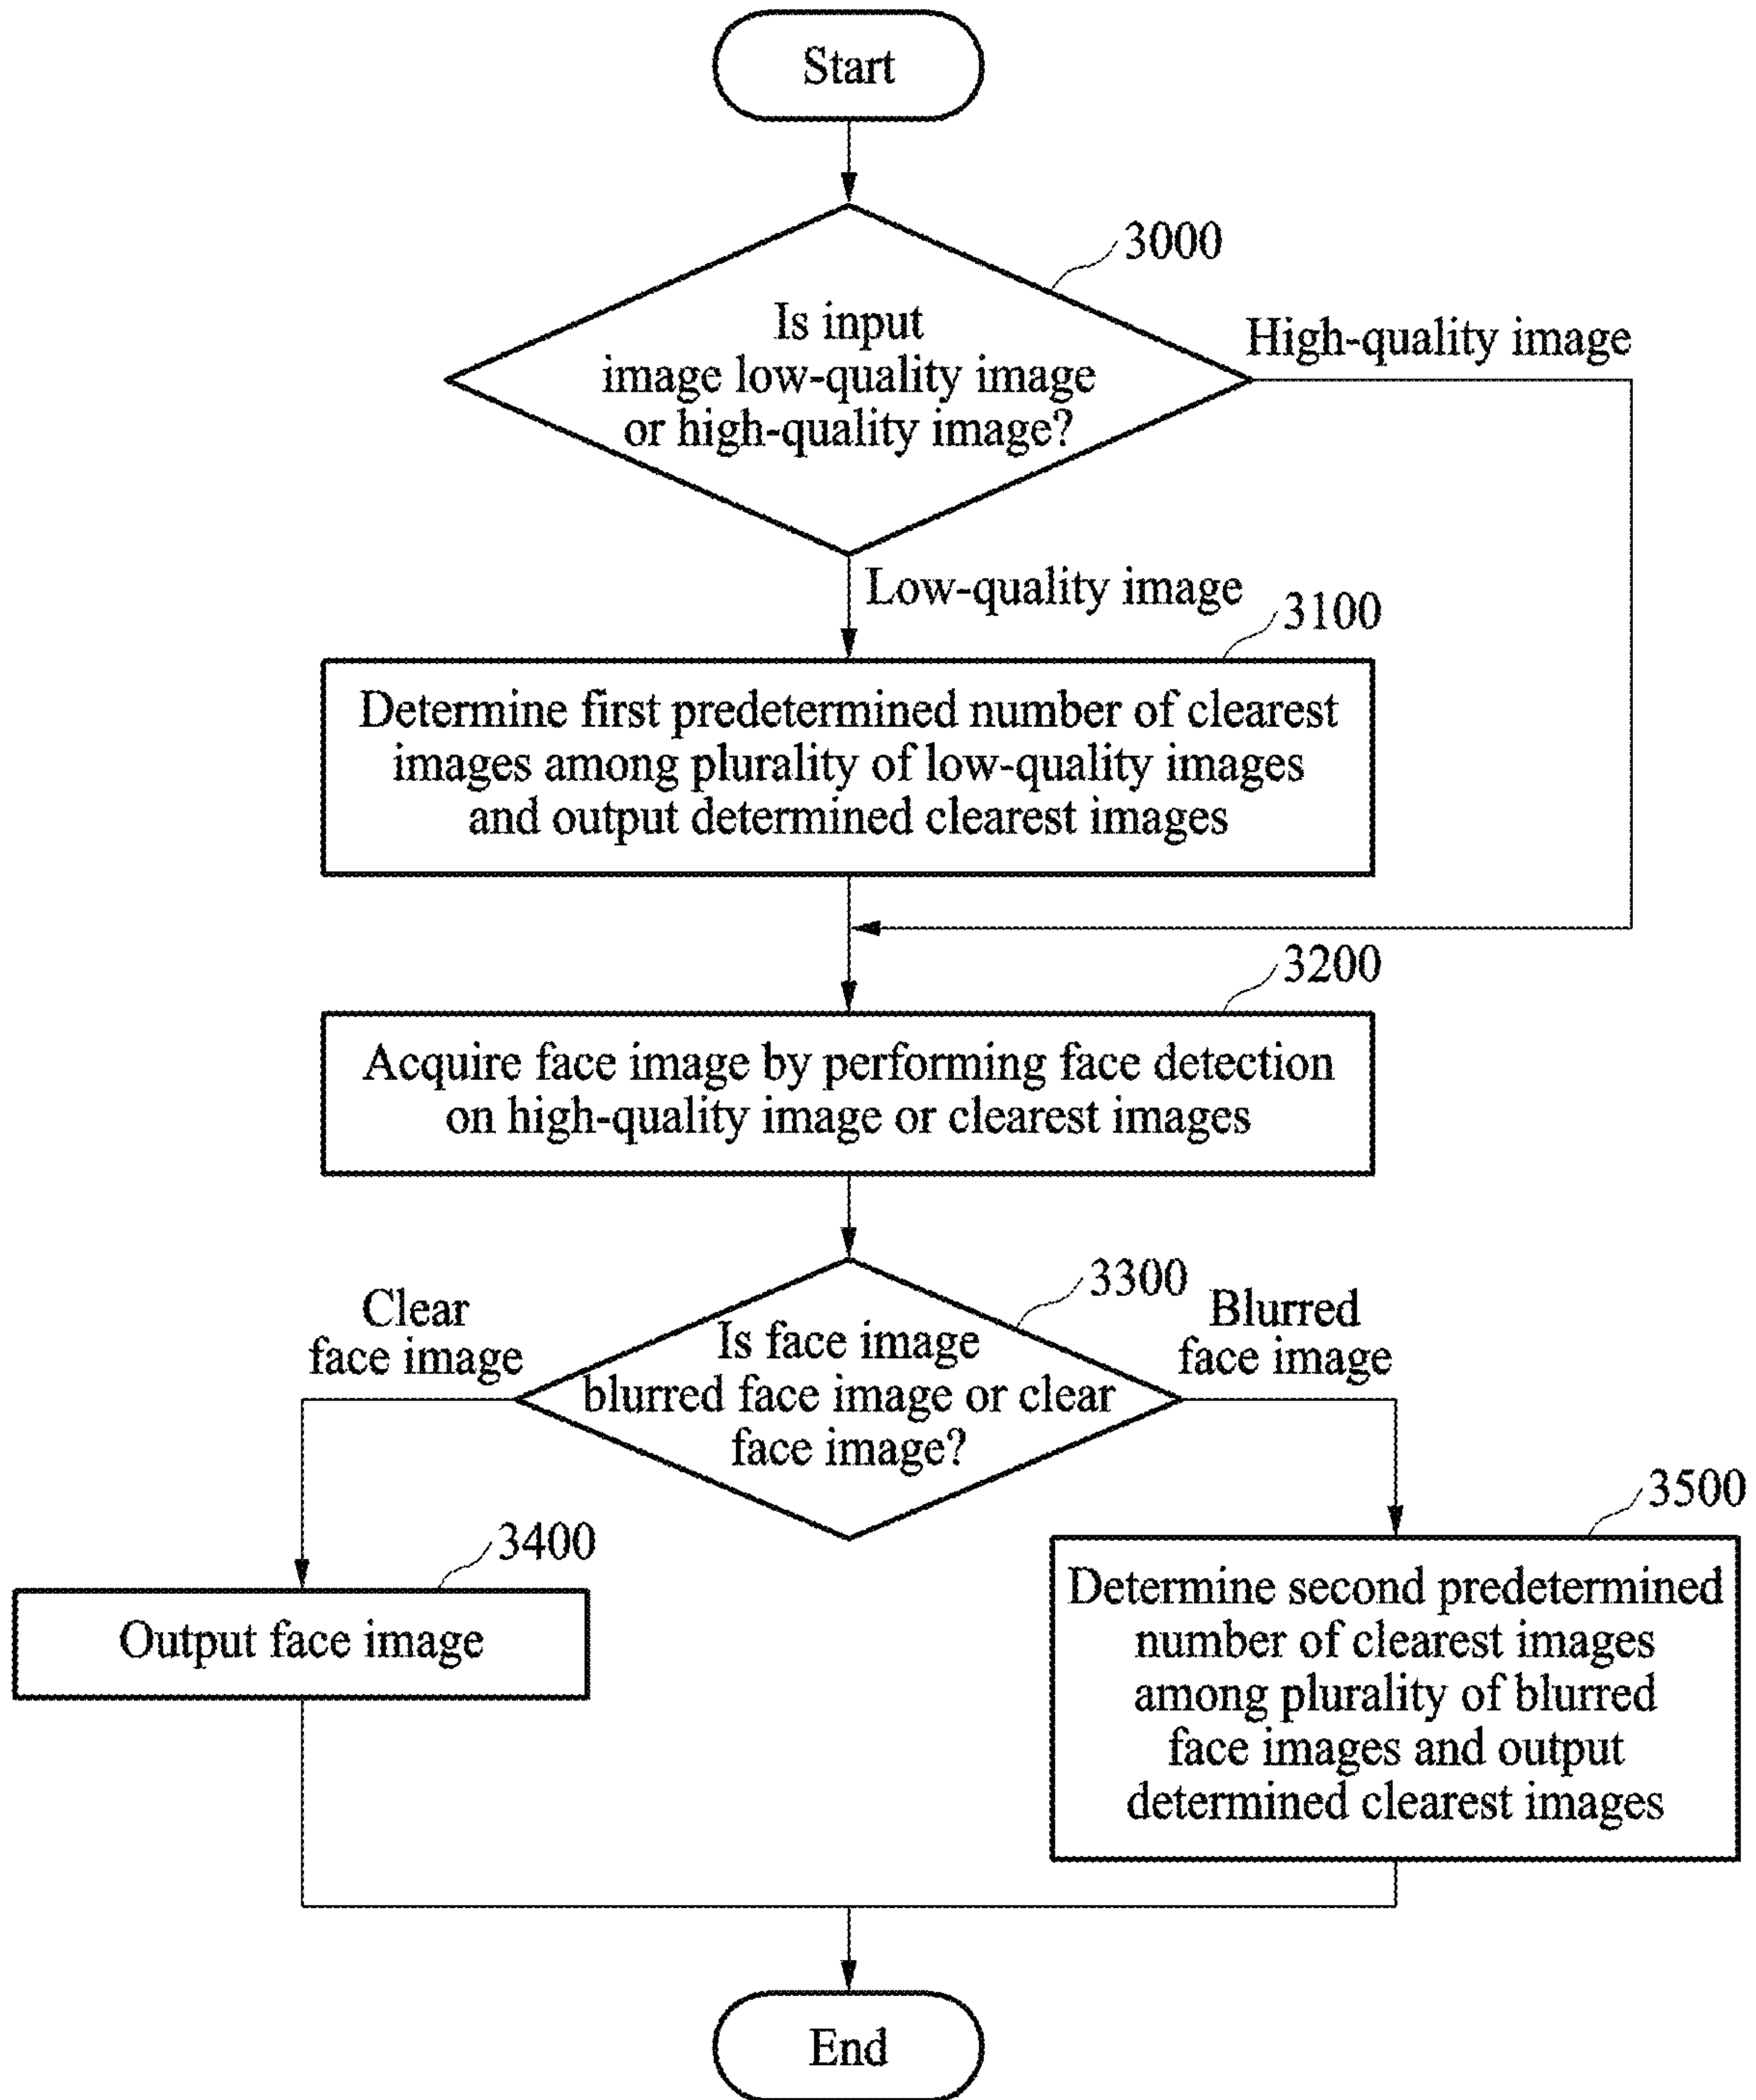 Start
3000
Is input
image low-quality image
or high-quality image?
High-quality image
Low-quality image
3100
Determine first predetermined number of clearest
images among plurality of low-quality images
and output determined clearest images
3200
Acquire face image by performing face detection
on high-quality image or clearest images
3300
Clear
face image
Is face image
blurred face image or clear
face image?
Blurred
face image
3400
Output face image
3500
Determine second predetermined
number of clearest images
among plurality of blurred
face images and output
determined clearest images
End